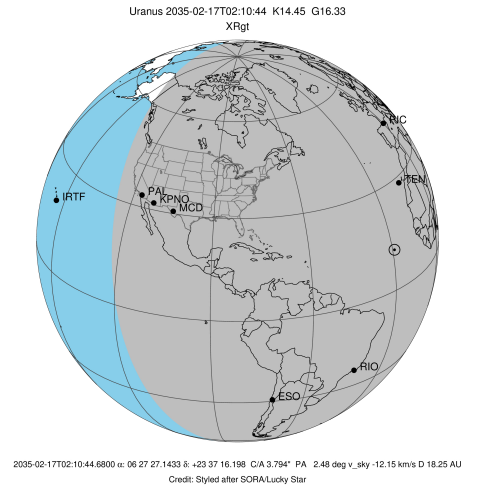 Uranus 2035-02-17T02:10:44 K14.45 G16.33
XRgt
PIC
TEN
PAL
IRTF
KPNO
MCD
RIO
ESO
2035-02-17T02:10:44.6800 α: 06 27 27.1433 δ: +23 37 16.198 C/A 3.794" PA 2.48 deg v_sky -12.15 km/s D 18.25 AU
Credit: Styled after SORA/Lucky Star